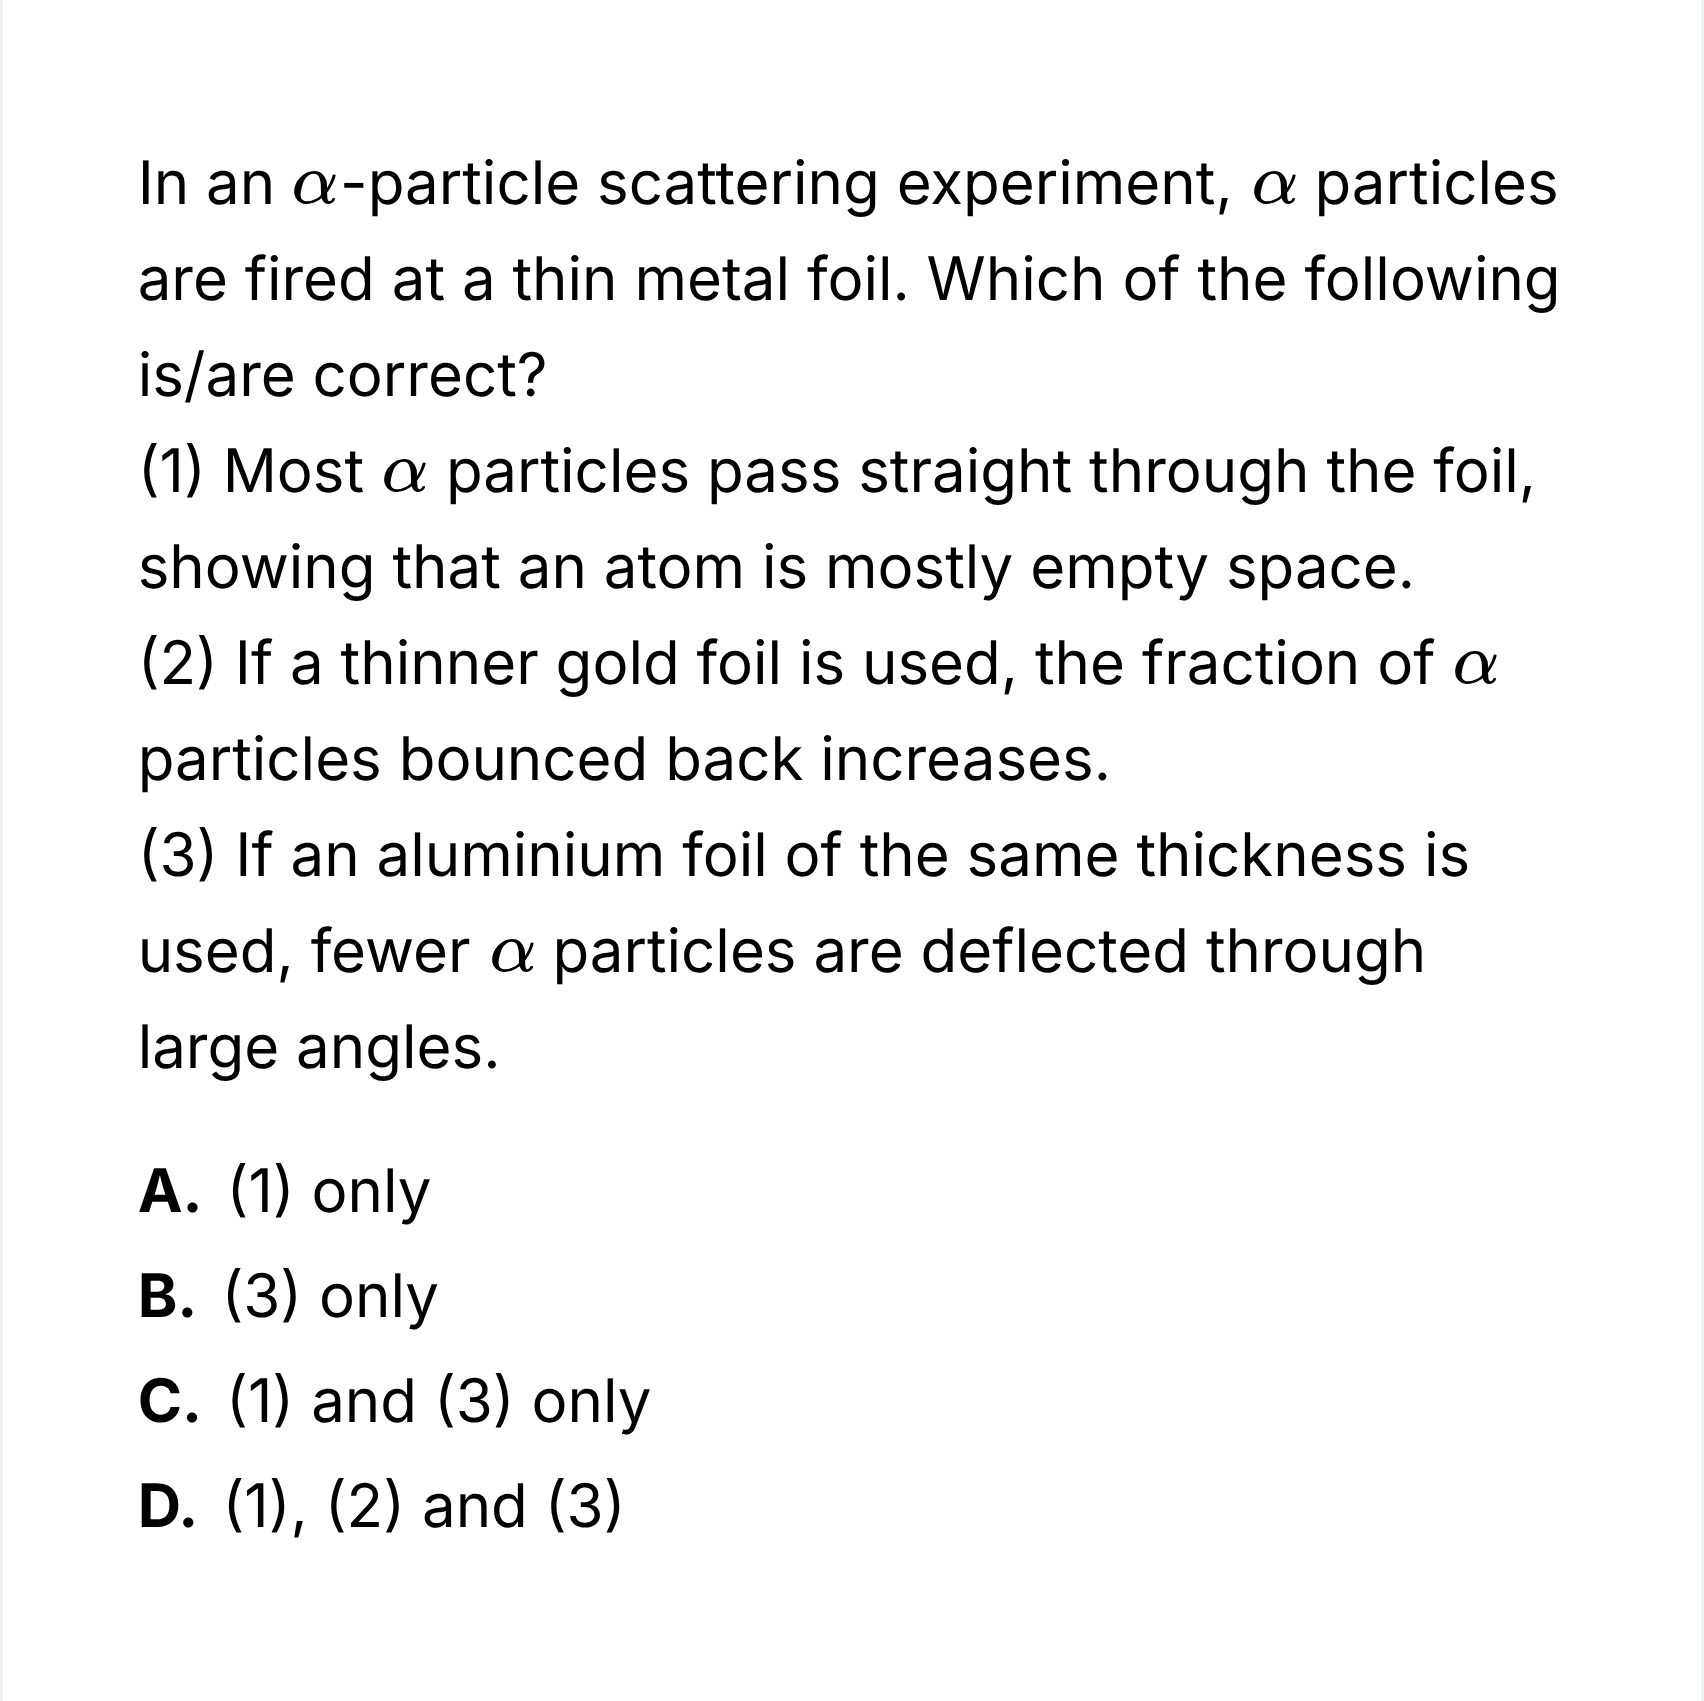 In an α-particle scattering experiment, α particles
are fired at a thin metal foil. Which of the following
is/are correct?
(1) Most α particles pass straight through the foil,
showing that an atom is mostly empty space.
(2) If a thinner gold foil is used, the fraction of α
particles bounced back increases.
(3) If an aluminium foil of the same thickness is
used, fewer α particles are deflected through
large angles.
A. (1) only
B. (3) only
C. (1) and (3) only
D. (1), (2) and (3)